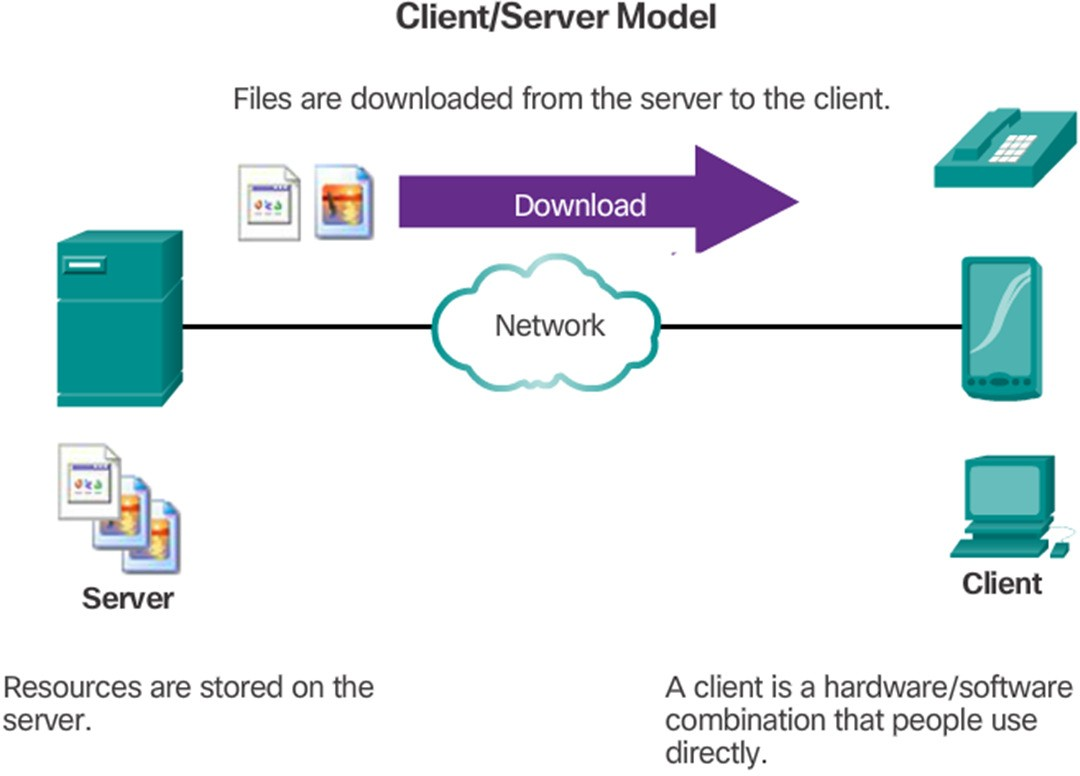 Client/Server Model
Files are downloaded from the server to the client.
Download
Network
Server
Client
Resources are stored on the
server.
A client is a hardware/software
combination that people use
directly.